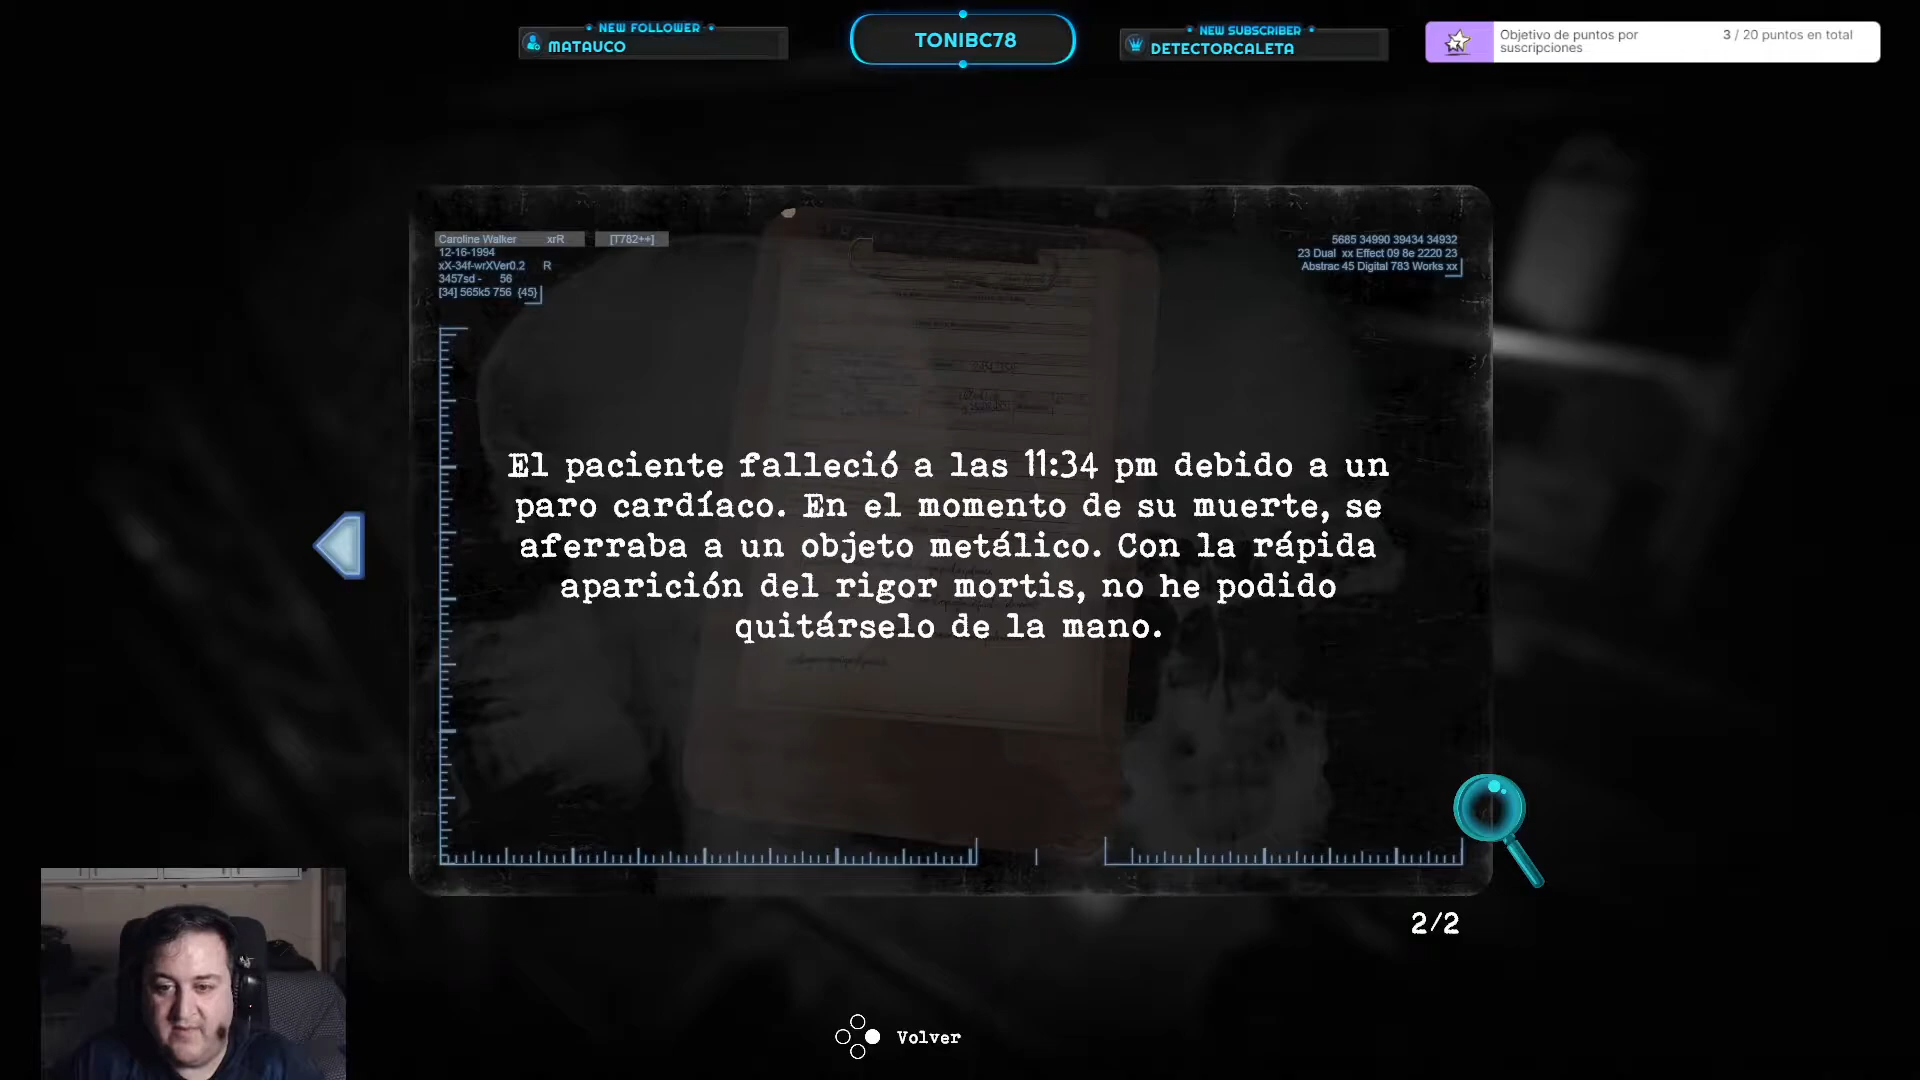 NEW FOLLOWER
MATAUCO
TONIBC78
NEW SUBSCRIBER
DETECTORCALETA
Objetivo de puntos por suscripciones
3 / 20 puntos en total
Caroline Walker xrR [T782++]
12-16-1994
xX-34f-wrXVer0.2 R
3457sd - 56
[34] 565k5 756 {45}
5685 34990 39434 34932
23 Dual xx Effect 09 8e 2220 23
Abstrac 45 Digital 783 Works xx
El paciente falleció a las 11:34 pm debido a un
paro cardíaco. En el momento de su muerte, se
aferraba a un objeto metálico. Con la rápida
aparición del rigor mortis, no he podido
quitárselo de la mano.
2/2
Volver